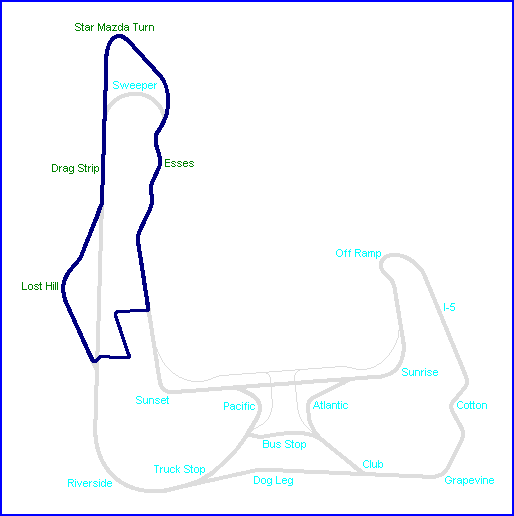 Star Mazda Turn
Sweeper
Esses
Drag Strip
Off Ramp
Lost Hill
I-5
Sunrise
Sunset
Pacific
Atlantic
Cotton
Bus Stop
Truck Stop
Club
Riverside
Dog Leg
Grapevine